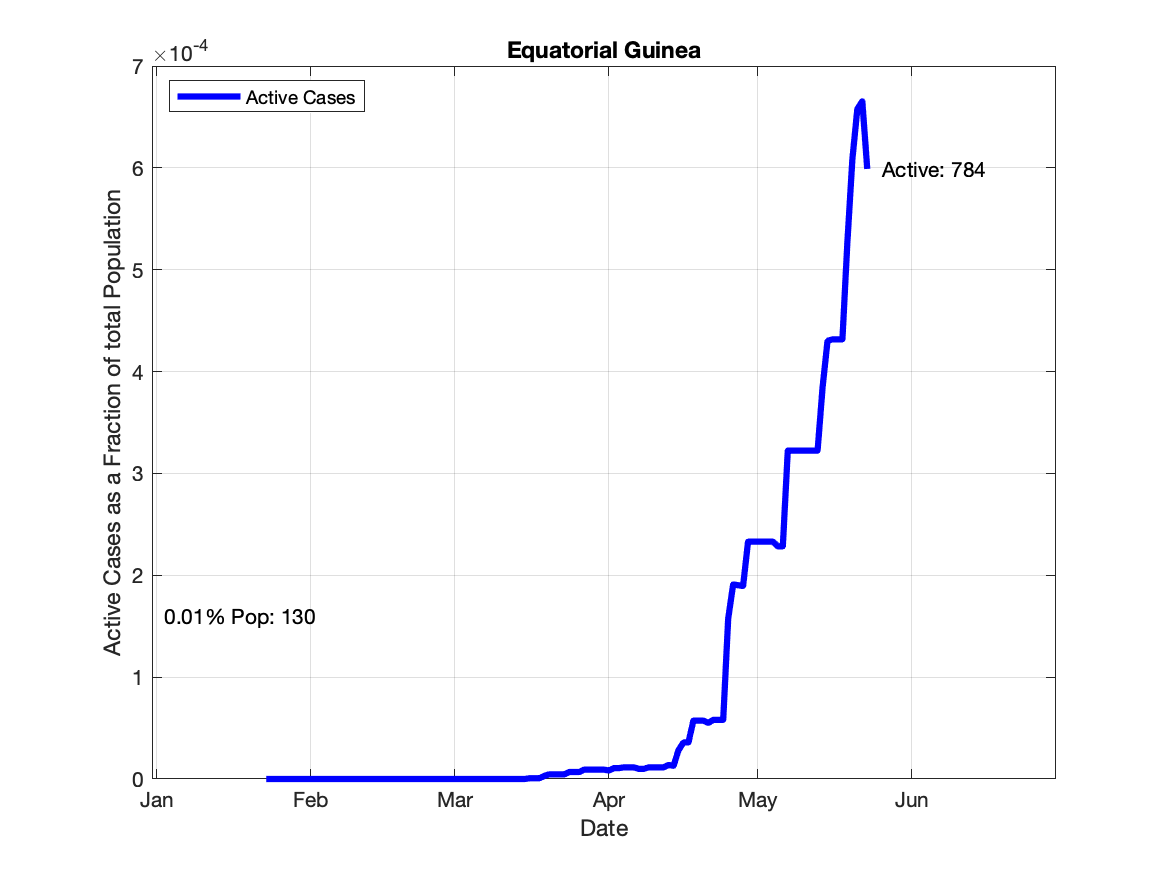 Equatorial Guinea
×10-4
7
6
5
4
3
2
1
0
Active Cases as a Fraction of total Population
Active Cases
Active: 784
0.01% Pop: 130
Jan Feb Mar Apr May Jun
Date